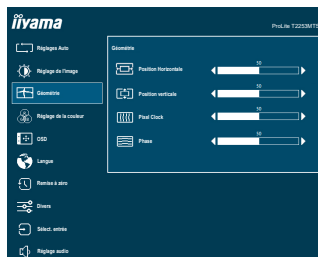 iiyama
ProLite T2253MTS
Réglages Auto
Réglage de l'image
Géométrie
Réglage de la couleur
OSD
Langue
Remise à zéro
Divers
Sélect. entrée
Réglage audio
Géométrie
Position Horizontale
50
Position verticale
50
Pixel Clock
50
Phase
50